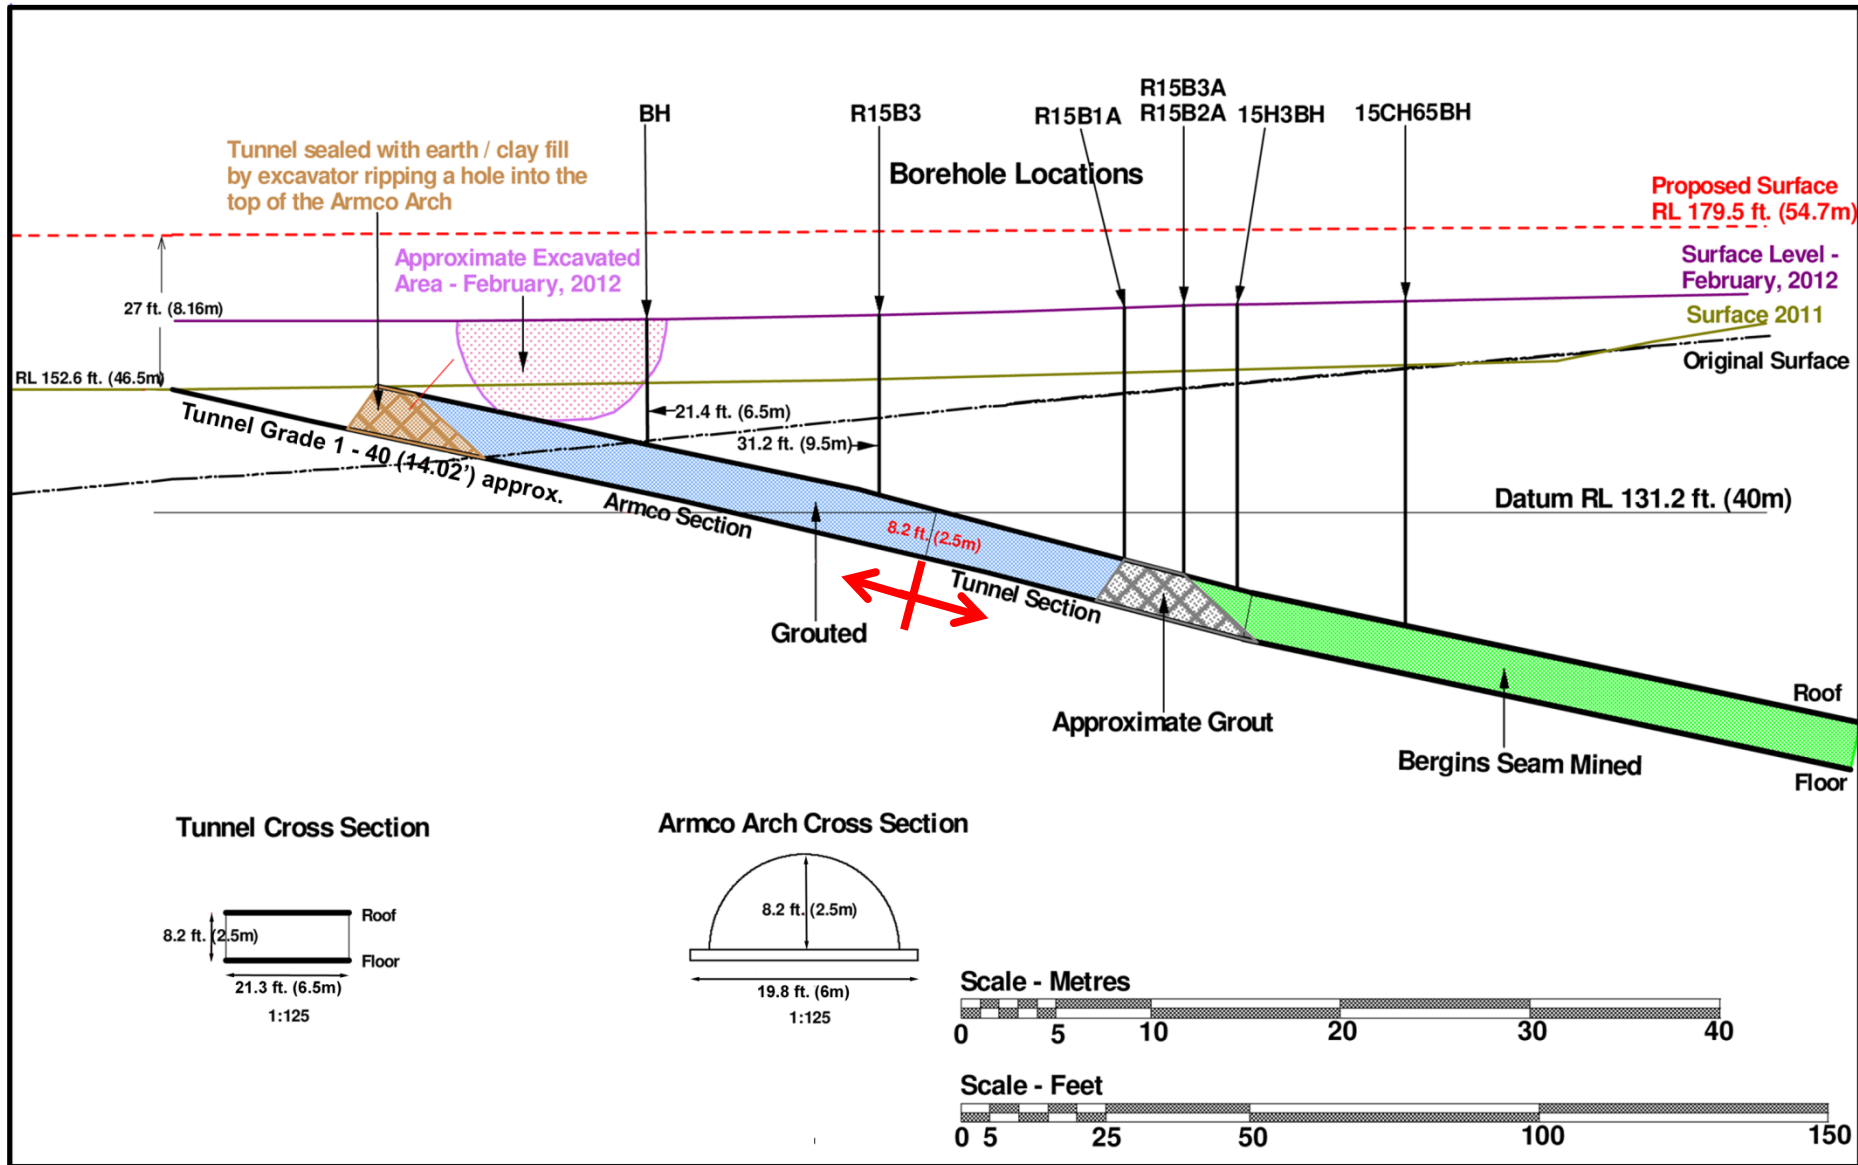 R15B3A
BH
R15B3
R15B1A
R15B2A
15H3BH
15CH65BH
Tunnel sealed with earth / clay fill
by excavator ripping a hole into the
top of the Armco Arch
Borehole Locations
Proposed Surface
RL 179.5 ft. (54.7m)
Approximate Excavated
Area - February, 2012
Surface Level -
February, 2012
27 ft. (8.16m)
Surface 2011
Original Surface
RL 152.6 ft. (46.5m)
21.4 ft. (6.5m)
31.2 ft. (9.5m)
Tunnel Grade 1 - 40 (14.02') approx.
Armco Section
Datum RL 131.2 ft. (40m)
8.2 ft. (2.5m)
Tunnel Section
Grouted
Approximate Grout
Bergins Seam Mined
Roof
Floor
Tunnel Cross Section
Roof
8.2 ft. (2.5m)
Floor
21.3 ft. (6.5m)
1:125
Armco Arch Cross Section
8.2 ft. (2.5m)
19.8 ft. (6m)
1:125
Scale - Metres
0 5 10 20 30 40
Scale - Feet
0 5 25 50 100 150